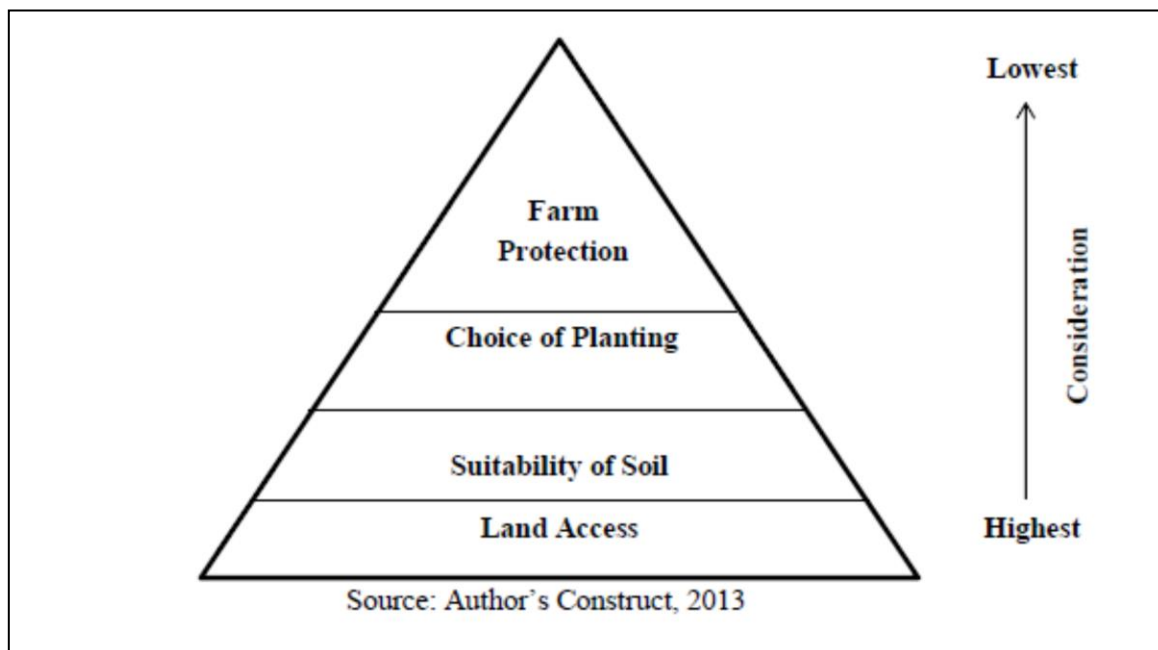 Lowest
Farm
Protection
Consideration
Choice of Planting
Suitability of Soil
Land Access
Highest
Source: Author's Construct, 2013